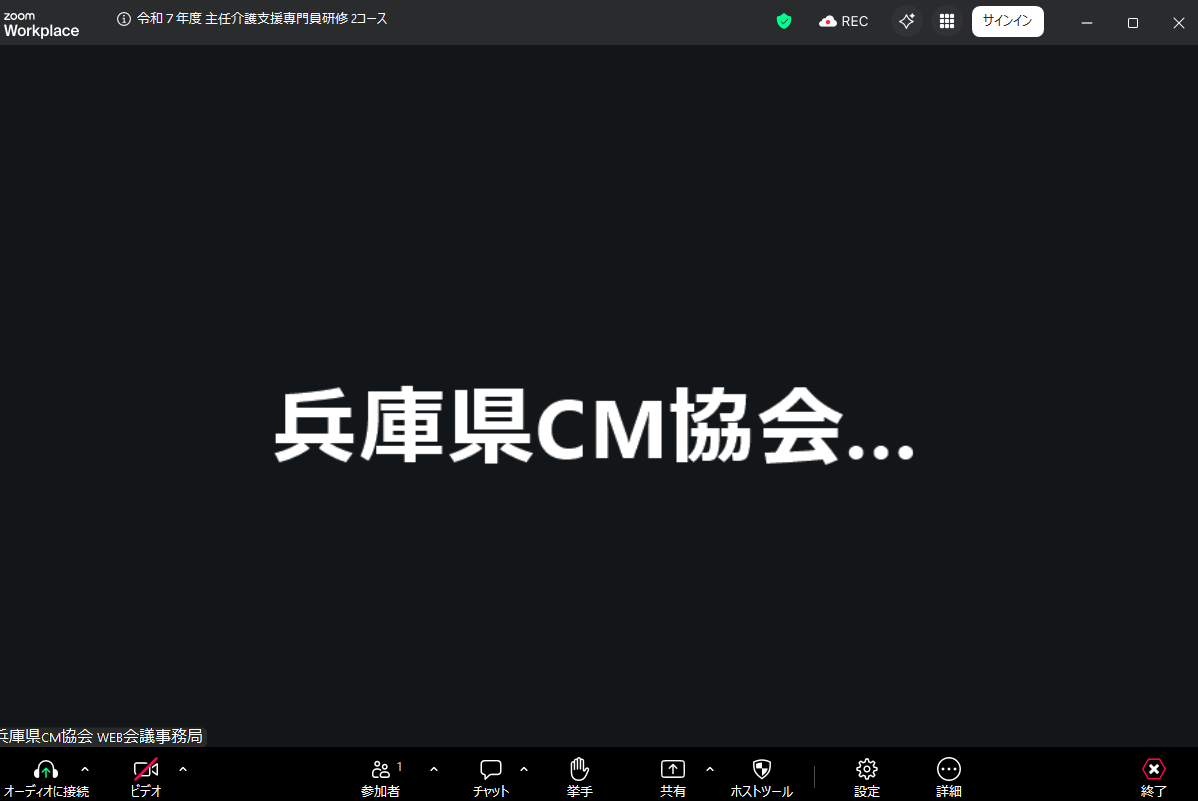 zoom
Workplace
令和７年度 主任介護支援専門員研修 2コース
REC
サインイン
兵庫県CM協会...
兵庫県CM協会 WEB会議事務局
オーディオに接続
ビデオ
参加者
1
チャット
挙手
共有
ホストツール
設定
詳細
終了